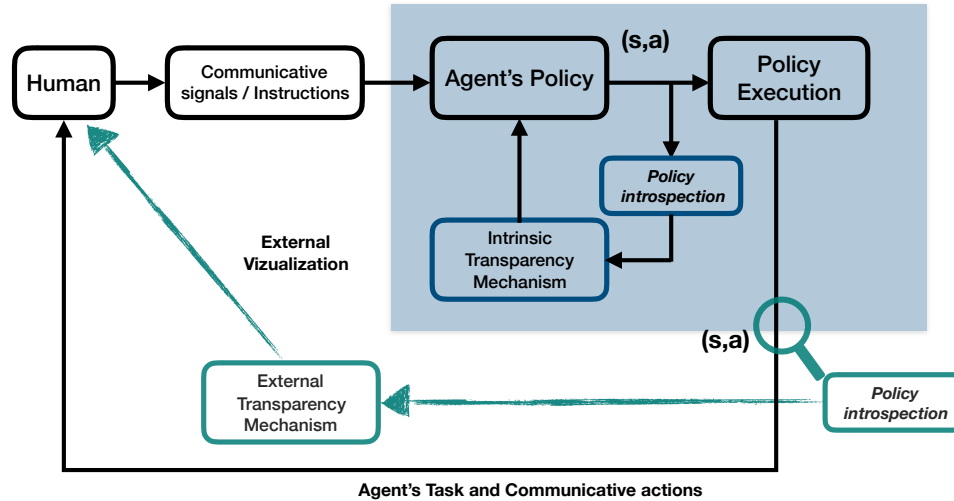 Human
Communicative
signals / Instructions
Agent's Policy
(s,a)
Policy
Execution
Policy
introspection
Intrinsic
Transparency
Mechanism
External
Vizualization
(s,a)
External
Transparency
Mechanism
Policy
introspection
Agent's Task and Communicative actions